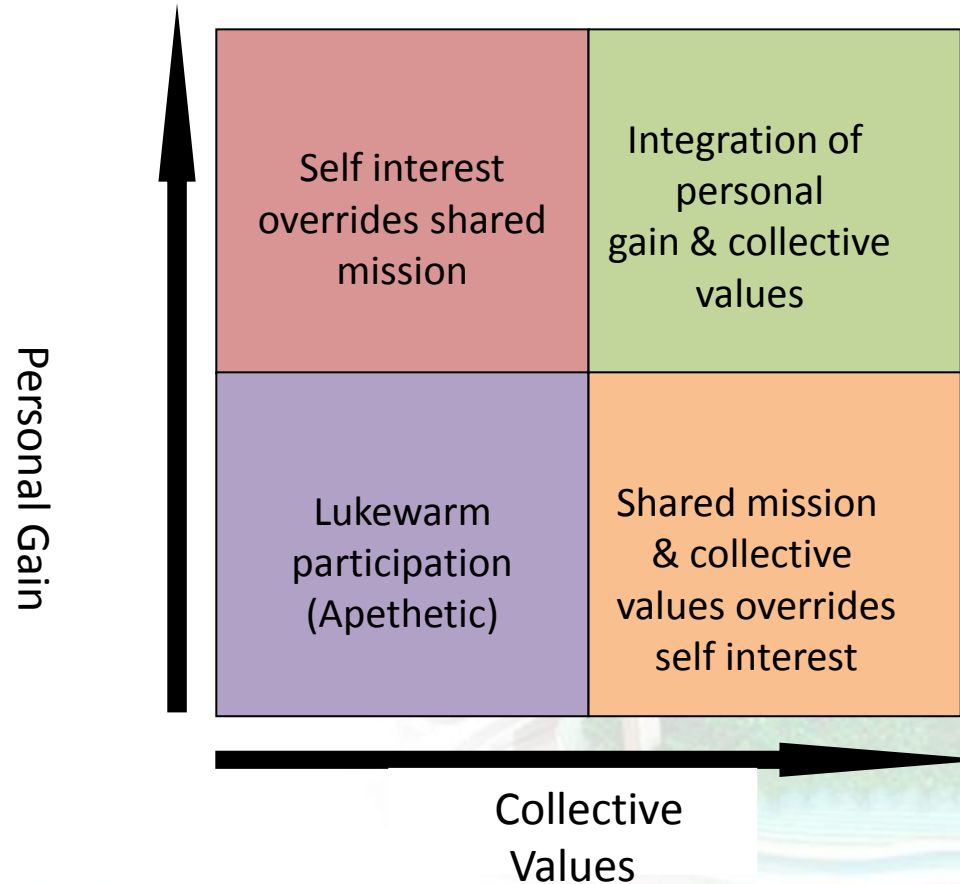 Personal Gain
Self interest
overrides shared
mission
Integration of
personal
gain & collective
values
Lukewarm
participation
(Apethetic)
Shared mission
& collective
values overrides
self interest
Collective
Values